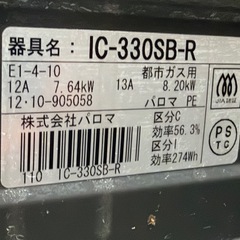 器具名: IC-330SB-R
E1-4-10 都市ガス用
12A 7.64kW 13A 8.20kW
12・10-905058 パロマ PE
株式会社パロマ
区分C
効率56.3%
区分I
効率274Wh
PS
TG
110 IC-330SB-R